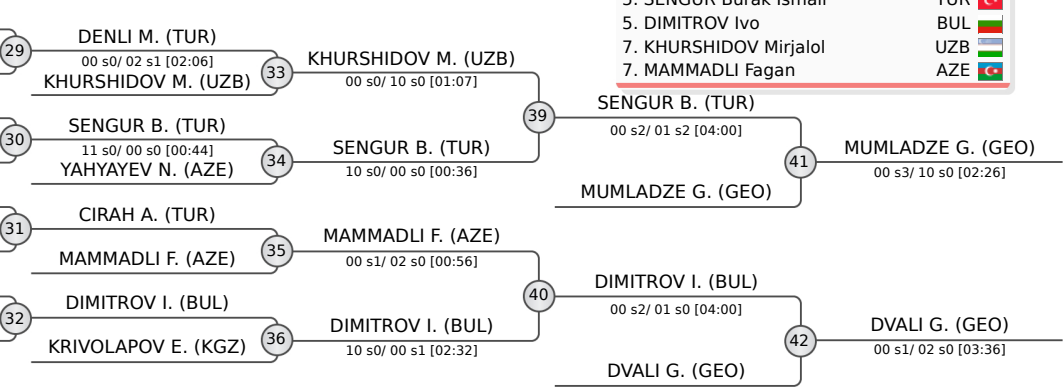 5. SENGUR Burak Ismail TUR
5. DIMITROV Ivo BUL
7. KHURSHIDOV Mirjalol UZB
7. MAMMADLI Fagan AZE
29
DENLI M. (TUR)
00 s0/ 02 s1 [02:06]
KHURSHIDOV M. (UZB)
33
KHURSHIDOV M. (UZB)
00 s0/ 10 s0 [01:07]
30
SENGUR B. (TUR)
11 s0/ 00 s0 [00:44]
YAHYAYEV N. (AZE)
34
SENGUR B. (TUR)
10 s0/ 00 s0 [00:36]
39
SENGUR B. (TUR)
00 s2/ 01 s2 [04:00]
MUMLADZE G. (GEO)
41
MUMLADZE G. (GEO)
00 s3/ 10 s0 [02:26]
31
CIRAH A. (TUR)
MAMMADLI F. (AZE)
35
MAMMADLI F. (AZE)
00 s1/ 02 s0 [00:56]
32
DIMITROV I. (BUL)
KRIVOLAPOV E. (KGZ)
36
DIMITROV I. (BUL)
10 s0/ 00 s1 [02:32]
40
DIMITROV I. (BUL)
00 s2/ 01 s0 [04:00]
DVALI G. (GEO)
42
DVALI G. (GEO)
00 s1/ 02 s0 [03:36]